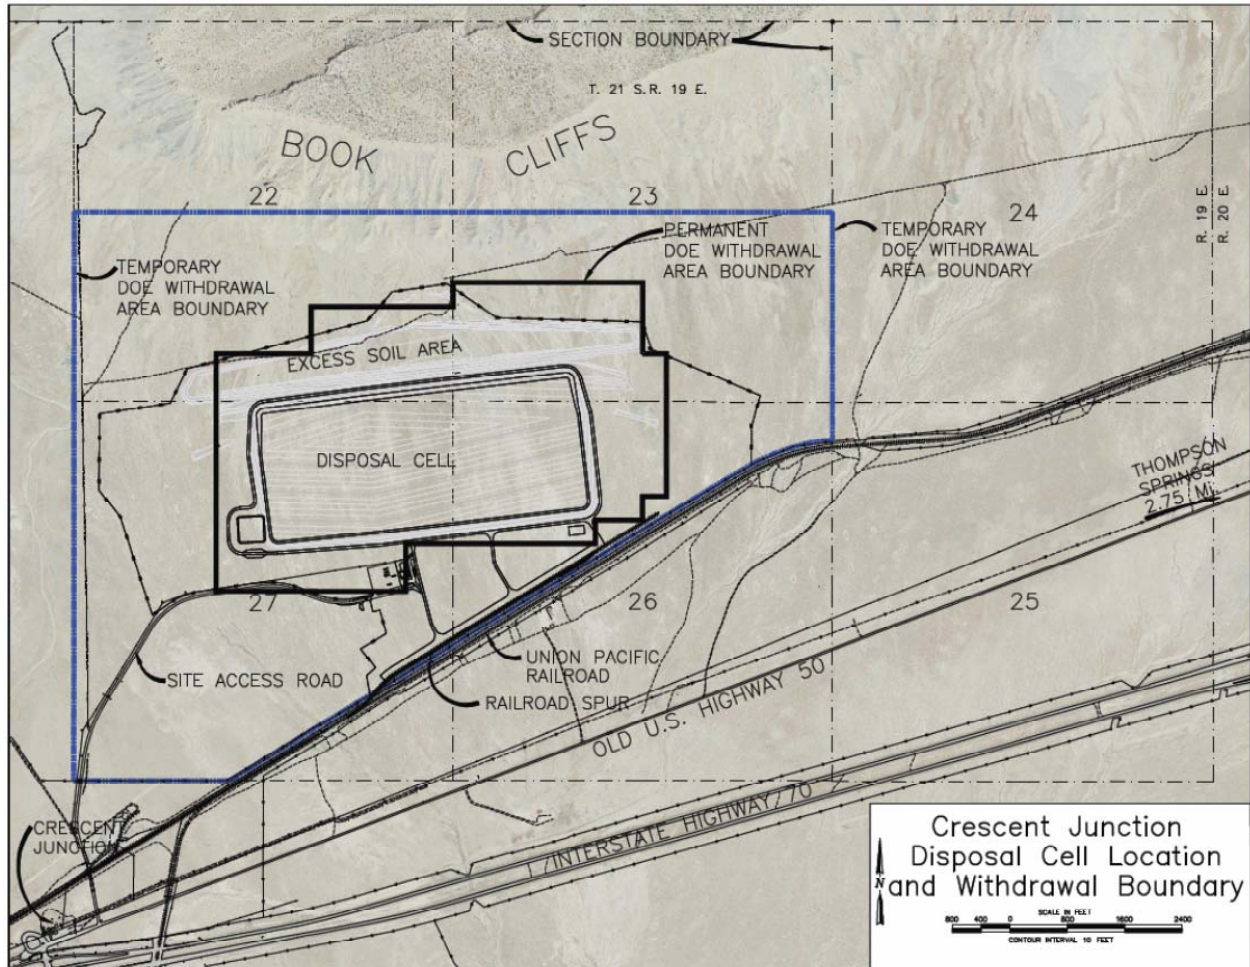 SECTION BOUNDARY
T. 21 S.R. 19 E.
BOOK CLIFFS
22
23
24
R. 19 E.
R. 20 E.
TEMPORARY
DOE WITHDRAWAL
AREA BOUNDARY
PERMANENT
DOE WITHDRAWAL
AREA BOUNDARY
TEMPORARY
DOE WITHDRAWAL
AREA BOUNDARY
EXCESS SOIL AREA
DISPOSAL CELL
THOMPSON
SPRINGS
2.75 Mi.
27
26
25
SITE ACCESS ROAD
UNION PACIFIC
RAILROAD
RAILROAD SPUR
OLD U.S. HIGHWAY 50
INTERSTATE HIGHWAY 70
CRESCENT
JUNCTION
Crescent Junction
Disposal Cell Location
and Withdrawal Boundary
N
SCALE IN FEET
800 400 0 800 1600 2400
CONTOUR INTERVAL 10 FEET